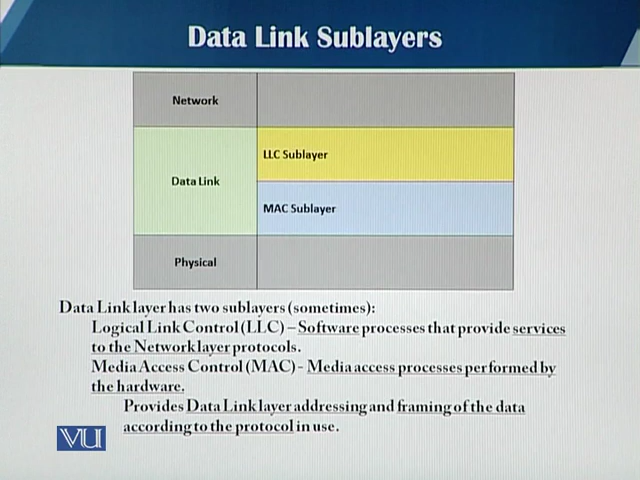 Data Link Sublayers
Network
LLC Sublayer
Data Link
MAC Sublayer
Physical
Data Link layer has two sublayers (sometimes):
Logical Link Control (LLC) – Software processes that provide services
to the Network layer protocols.
Media Access Control (MAC) - Media access processes performed by
the hardware.
Provides Data Link layer addressing and framing of the data
according to the protocol in use.
VU